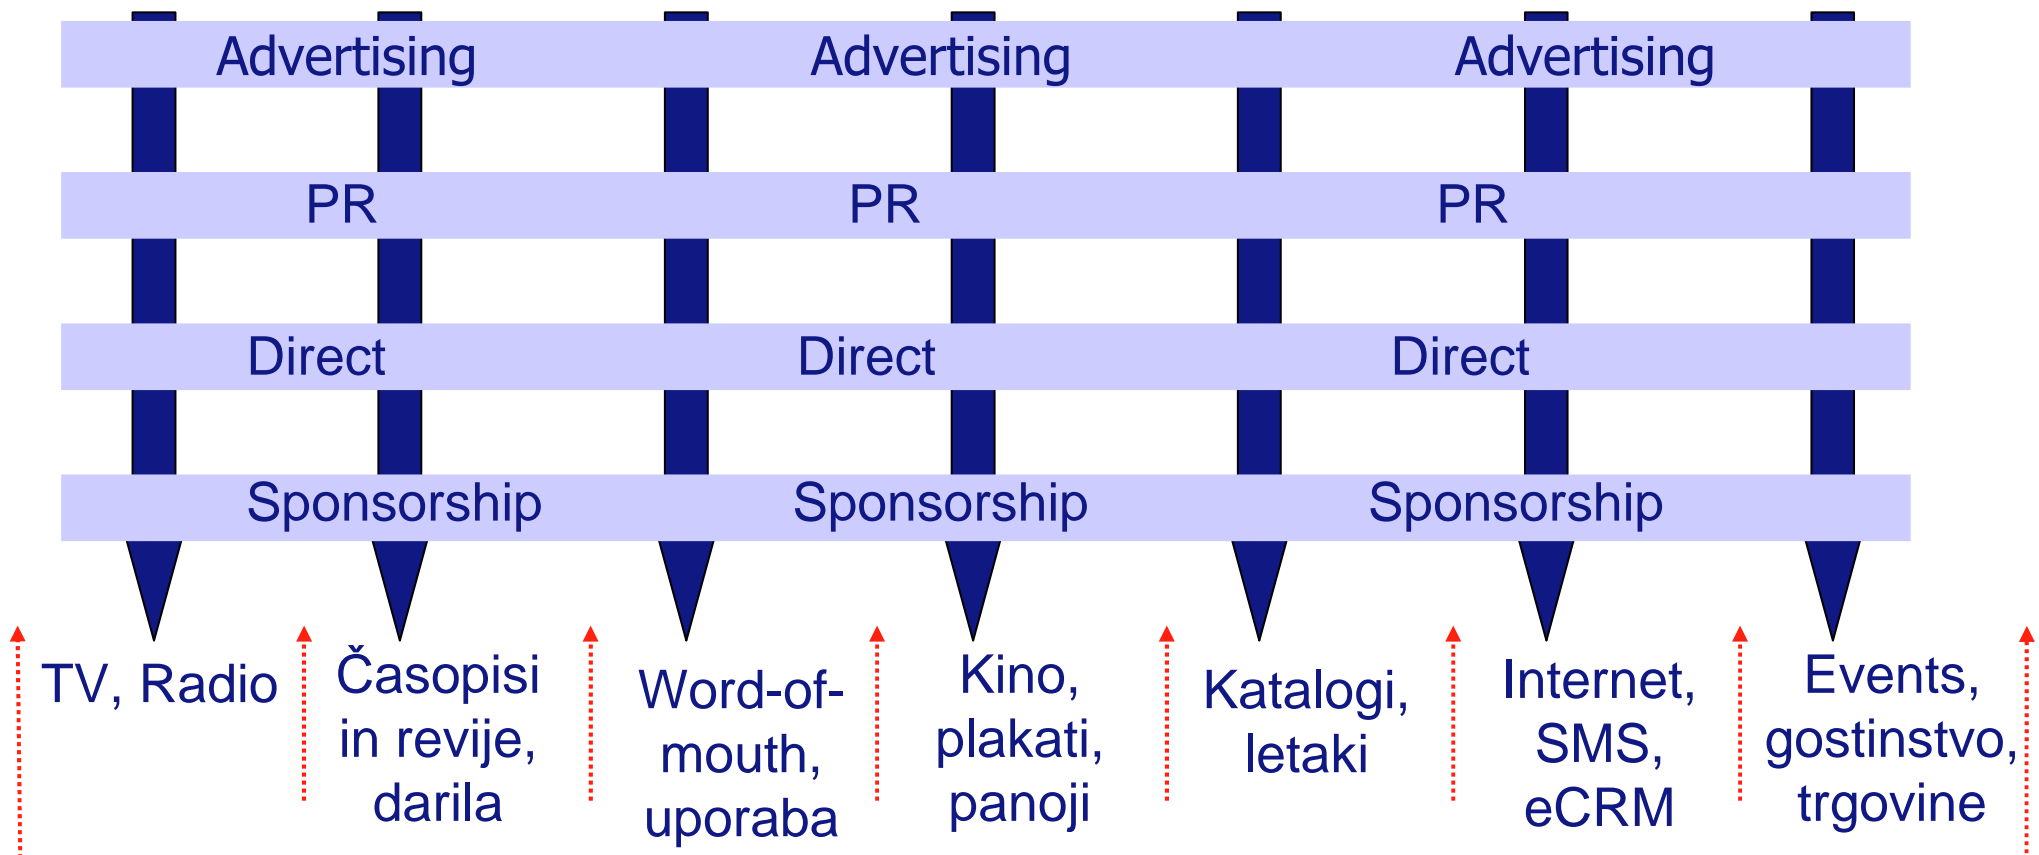 Advertising Advertising Advertising
PR PR PR
Direct Direct Direct
Sponsorship Sponsorship Sponsorship
TV, Radio
Časopisi
in revije,
darila
Word-of-
mouth,
uporaba
Kino,
plakati,
panoji
Katalogi,
letaki
Internet,
SMS,
eCRM
Events,
gostinstvo,
trgovine